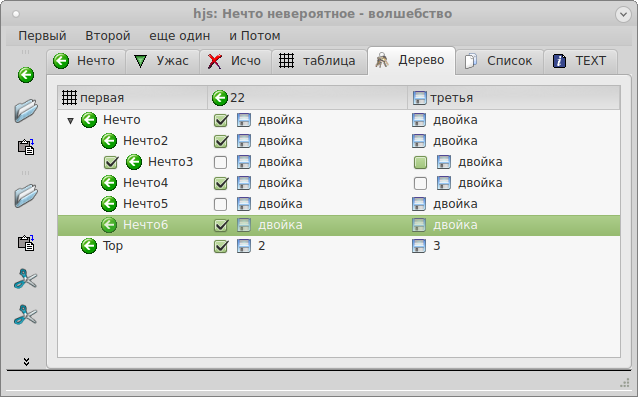 hjs: Нечто невероятное - волшебство
Первый Второй еще один и Потом
Нечто Ужас Исчо таблица Дерево Список TEXT
первая 22 третья
Нечто двойка двойка
Нечто2 двойка двойка
Нечто3 двойка двойка
Нечто4 двойка двойка
Нечто5 двойка двойка
Нечто6 двойка двойка
Top 2 3